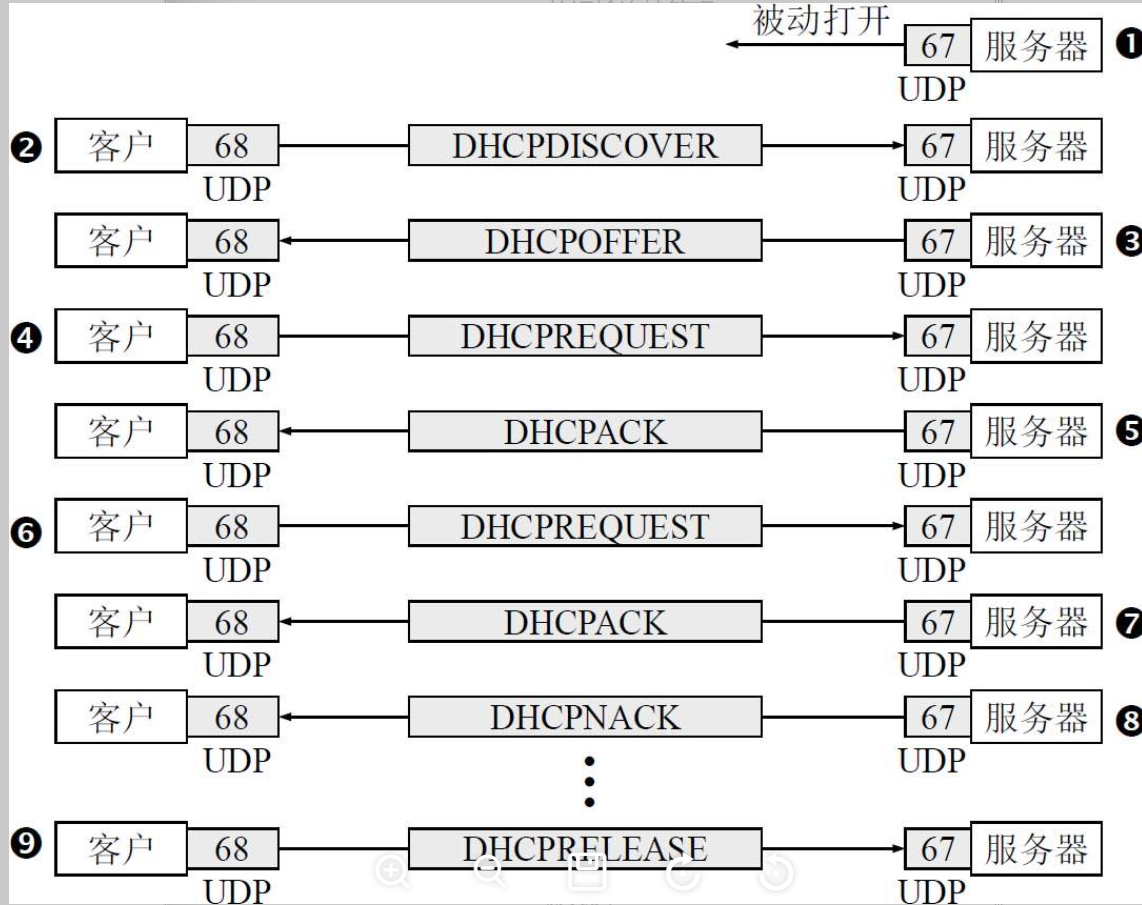 被动打开 67 服务器 ❶
UDP
❷ 客户 68 DHCPDISCOVER 67 服务器
UDP UDP
客户 68 DHCPOFFER 67 服务器 ❸
UDP UDP
❹ 客户 68 DHCPREQUEST 67 服务器
UDP UDP
客户 68 DHCPACK 67 服务器 ❺
UDP UDP
❻ 客户 68 DHCPREQUEST 67 服务器
UDP UDP
客户 68 DHCPACK 67 服务器 ❼
UDP UDP
客户 68 DHCPNACK 67 服务器 ❽
UDP UDP
❾ 客户 68 DHCPRELEASE 67 服务器
UDP UDP